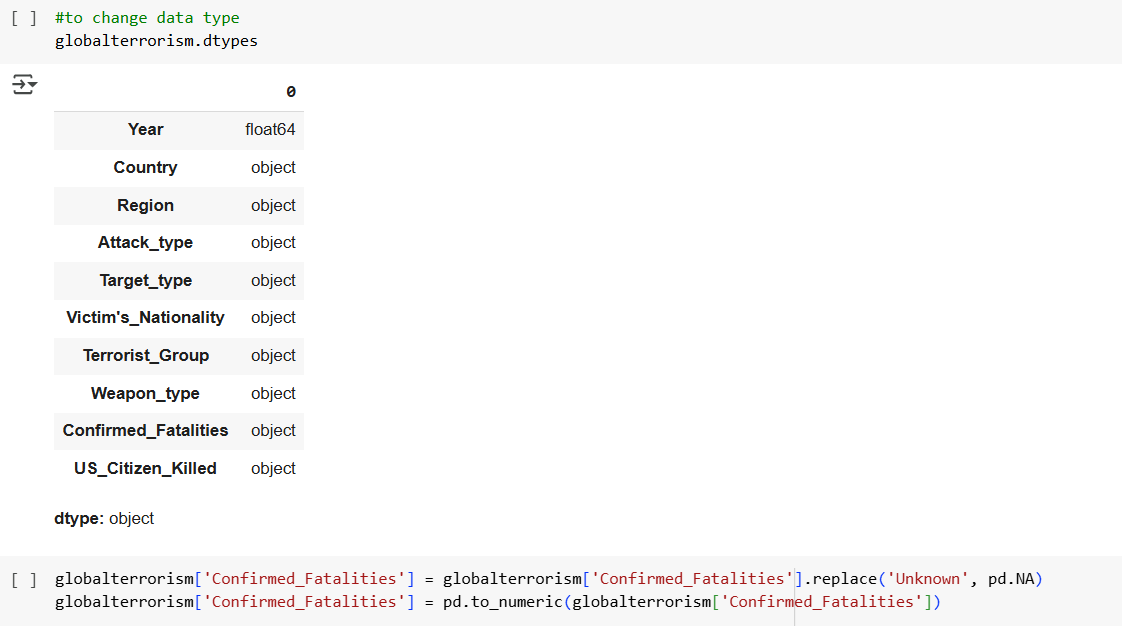 [ ] #to change data type
globalterrorism.dtypes
0
Year float64
Country object
Region object
Attack_type object
Target_type object
Victim's_Nationality object
Terrorist_Group object
Weapon_type object
Confirmed_Fatalities object
US_Citizen_Killed object
dtype: object
[ ] globalterrorism['Confirmed_Fatalities'] = globalterrorism['Confirmed_Fatalities'].replace('Unknown', pd.NA)
globalterrorism['Confirmed_Fatalities'] = pd.to_numeric(globalterrorism['Confirmed_Fatalities'])